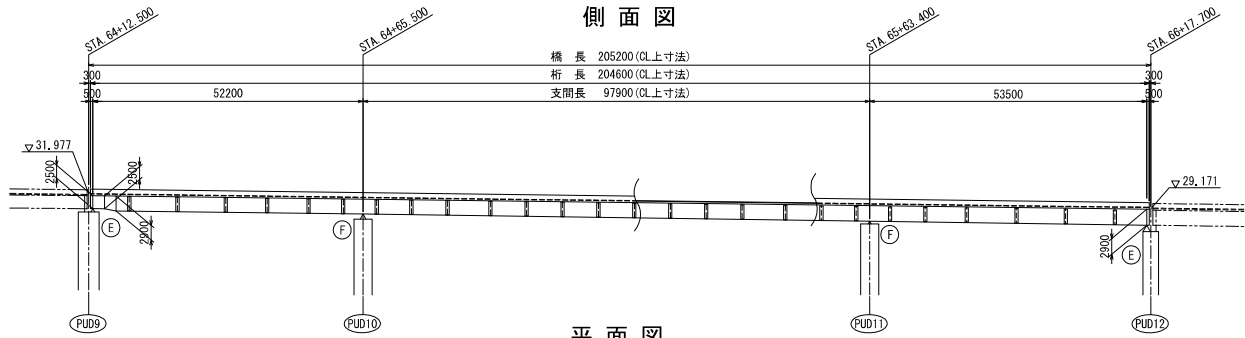 側面図
STA. 64+12.500
STA. 64+65.500
STA. 65+63.400
STA. 66+17.700
橋 長 205200(CL上寸法)
300
桁 長 204600(CL上寸法)
300
500
52200
支間長 97900(CL上寸法)
53500
500
▽31.977
2500
2500
▽29.171
E
2900
F
F
2900
E
PUD9
PUD10
PUD11
PUD12
平面図